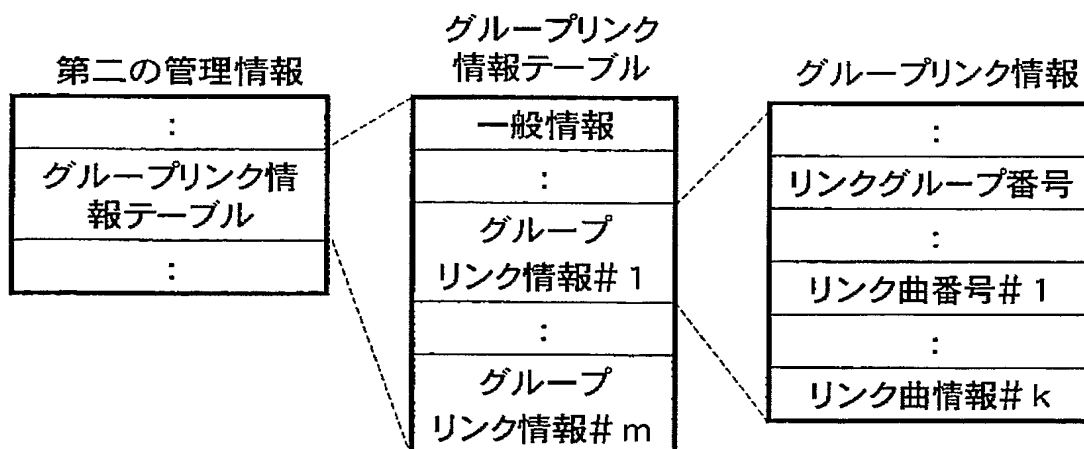 第二の管理情報
:
グループリンク情
報テーブル
:
グループリンク
情報テーブル
一般情報
:
グループ
リンク情報＃1
:
グループ
リンク情報＃m
グループリンク情報
:
リンクグループ番号
:
リンク曲番号＃1
:
リンク曲情報＃k